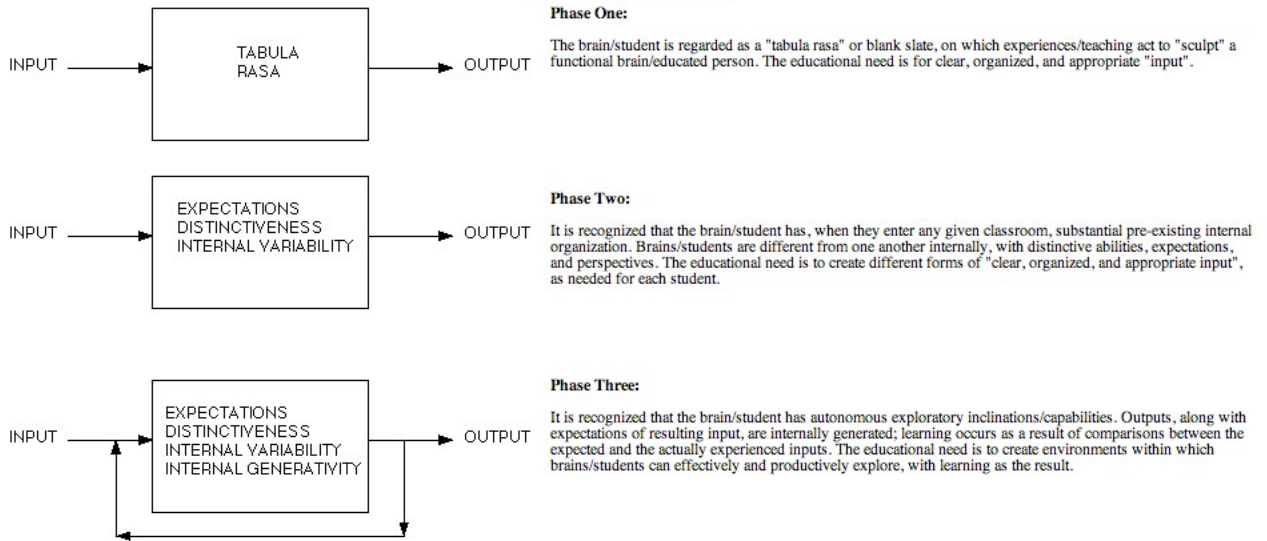 Phase One:
INPUT
TABULA
RASA
OUTPUT
The brain/student is regarded as a "tabula rasa" or blank slate, on which experiences/teaching act to "sculpt" a
functional brain/educated person. The educational need is for clear, organized, and appropriate "input".
Phase Two:
INPUT
EXPECTATIONS
DISTINCTIVENESS
INTERNAL VARIABILITY
OUTPUT
It is recognized that the brain/student has, when they enter any given classroom, substantial pre-existing internal
organization. Brains/students are different from one another internally, with distinctive abilities, expectations,
and perspectives. The educational need is to create different forms of "clear, organized, and appropriate input",
as needed for each student.
Phase Three:
INPUT
EXPECTATIONS
DISTINCTIVENESS
INTERNAL VARIABILITY
INTERNAL GENERATIVITY
OUTPUT
It is recognized that the brain/student has autonomous exploratory inclinations/capabilities. Outputs, along with
expectations of resulting input, are internally generated; learning occurs as a result of comparisons between the
expected and the actually experienced inputs. The educational need is to create environments within which
brains/students can effectively and productively explore, with learning as the result.